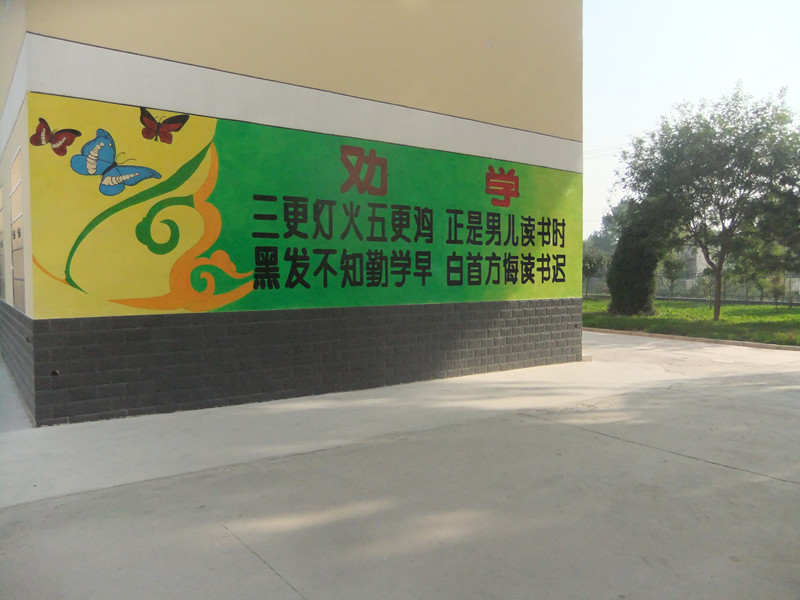 劝 学
三更灯火五更鸡 正是男儿读书时
黑发不知勤学早 白首方悔读书迟